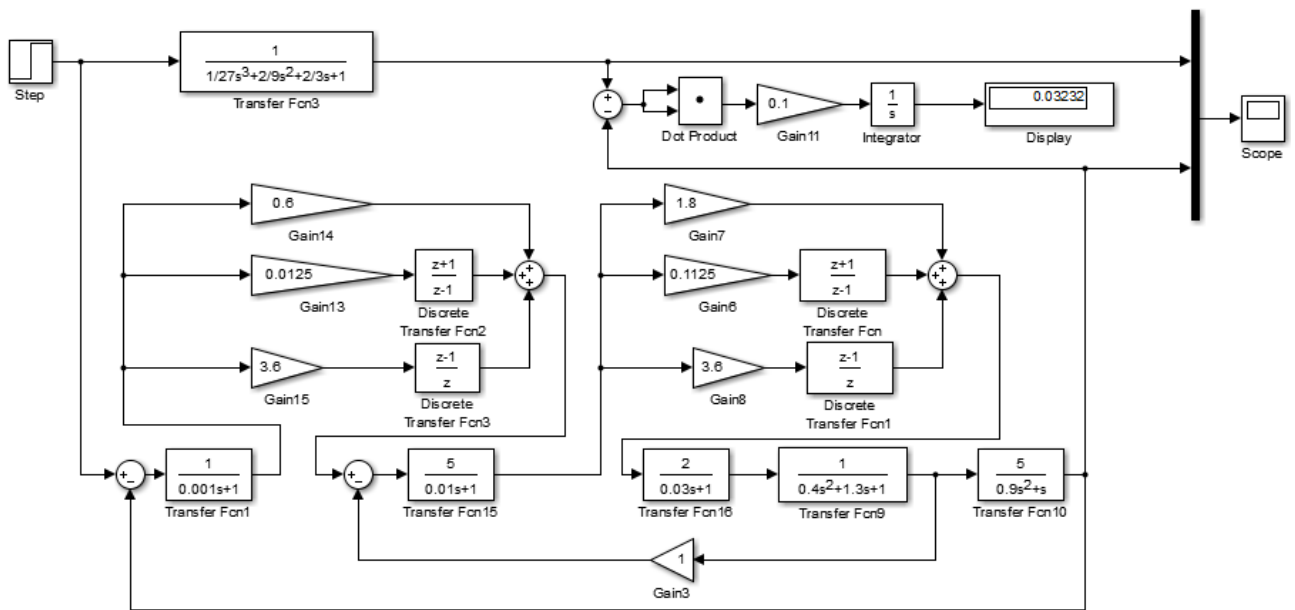 Step
1
1/27s3+2/9s2+2/3s+1
Transfer Fcn3
+
−
Dot Product
0.1
Gain11
1
s
Integrator
0.03232
Display
Scope
0.6
Gain14
0.0125
Gain13
z+1
z-1
Discrete
Transfer Fcn2
3.6
Gain15
z-1
z
Discrete
Transfer Fcn3
+
+
+
1.8
Gain7
0.1125
Gain6
z+1
z-1
Discrete
Transfer Fcn
3.6
Gain8
z-1
z
Discrete
Transfer Fcn1
+
+
+
+
−
1
0.001s+1
Transfer Fcn1
+
−
5
0.01s+1
Transfer Fcn15
2
0.03s+1
Transfer Fcn16
1
0.4s2+1.3s+1
Transfer Fcn9
5
0.9s2+s
Transfer Fcn10
1
Gain3